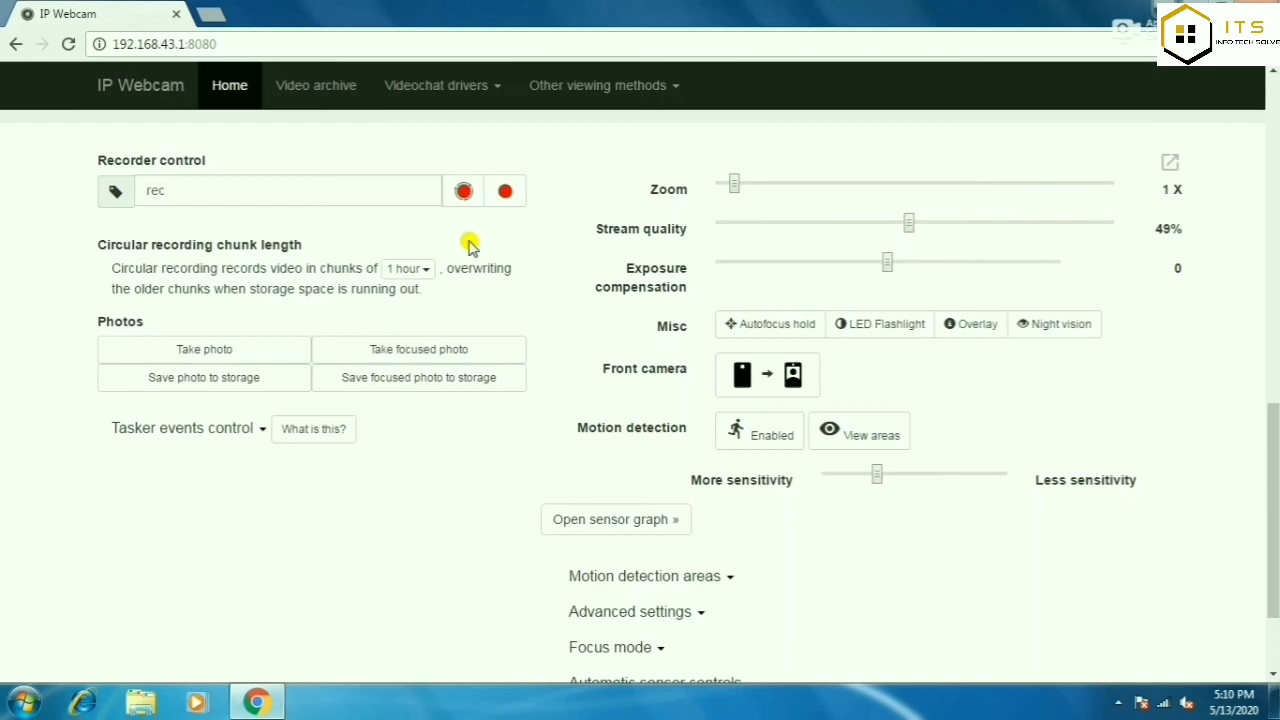 IP Webcam
192.168.43.1:8080
ITS
INFOTECH SOLVE
IP Webcam Home Video archive Videochat drivers Other viewing methods
Recorder control
rec
Circular recording chunk length
Circular recording records video in chunks of 1 hour , overwriting
the older chunks when storage space is running out.
Photos
Take photo Take focused photo
Save photo to storage Save focused photo to storage
Tasker events control What is this?
Zoom 1 X
Stream quality 49%
Exposure 0
compensation
Misc Autofocus hold LED Flashlight Overlay Night vision
Front camera
Motion detection Enabled View areas
More sensitivity Less sensitivity
Open sensor graph »
Motion detection areas
Advanced settings
Focus mode
Automatic sensor controls
5:10 PM
5/13/2020